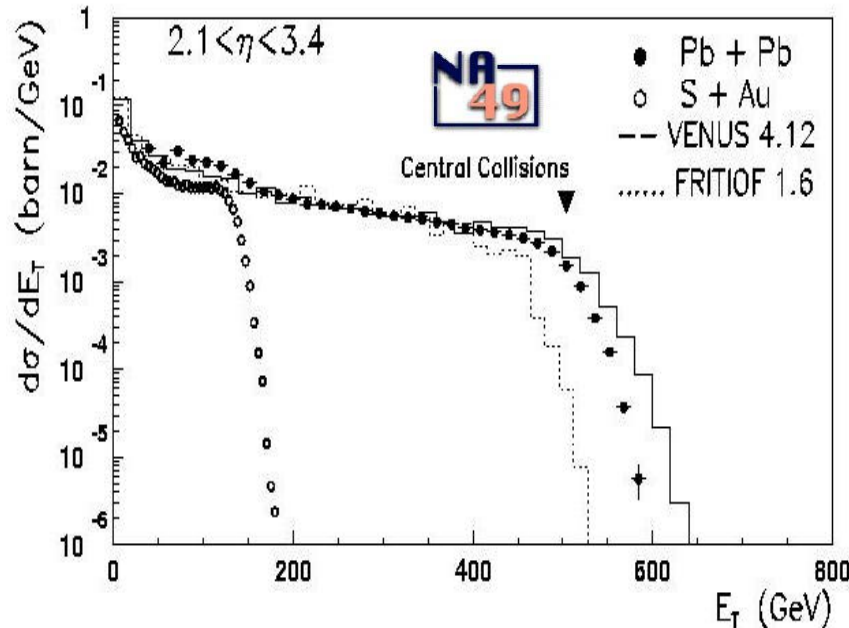 2.1<η<3.4
NA
49
Central Collisions
Pb + Pb
S + Au
VENUS 4.12
FRITIOF 1.6
dσ/dE_T (barn/GeV)
1
10^-1
10^-2
10^-3
10^-4
10^-5
10^-6
0 200 400 600 800
E_T (GeV)